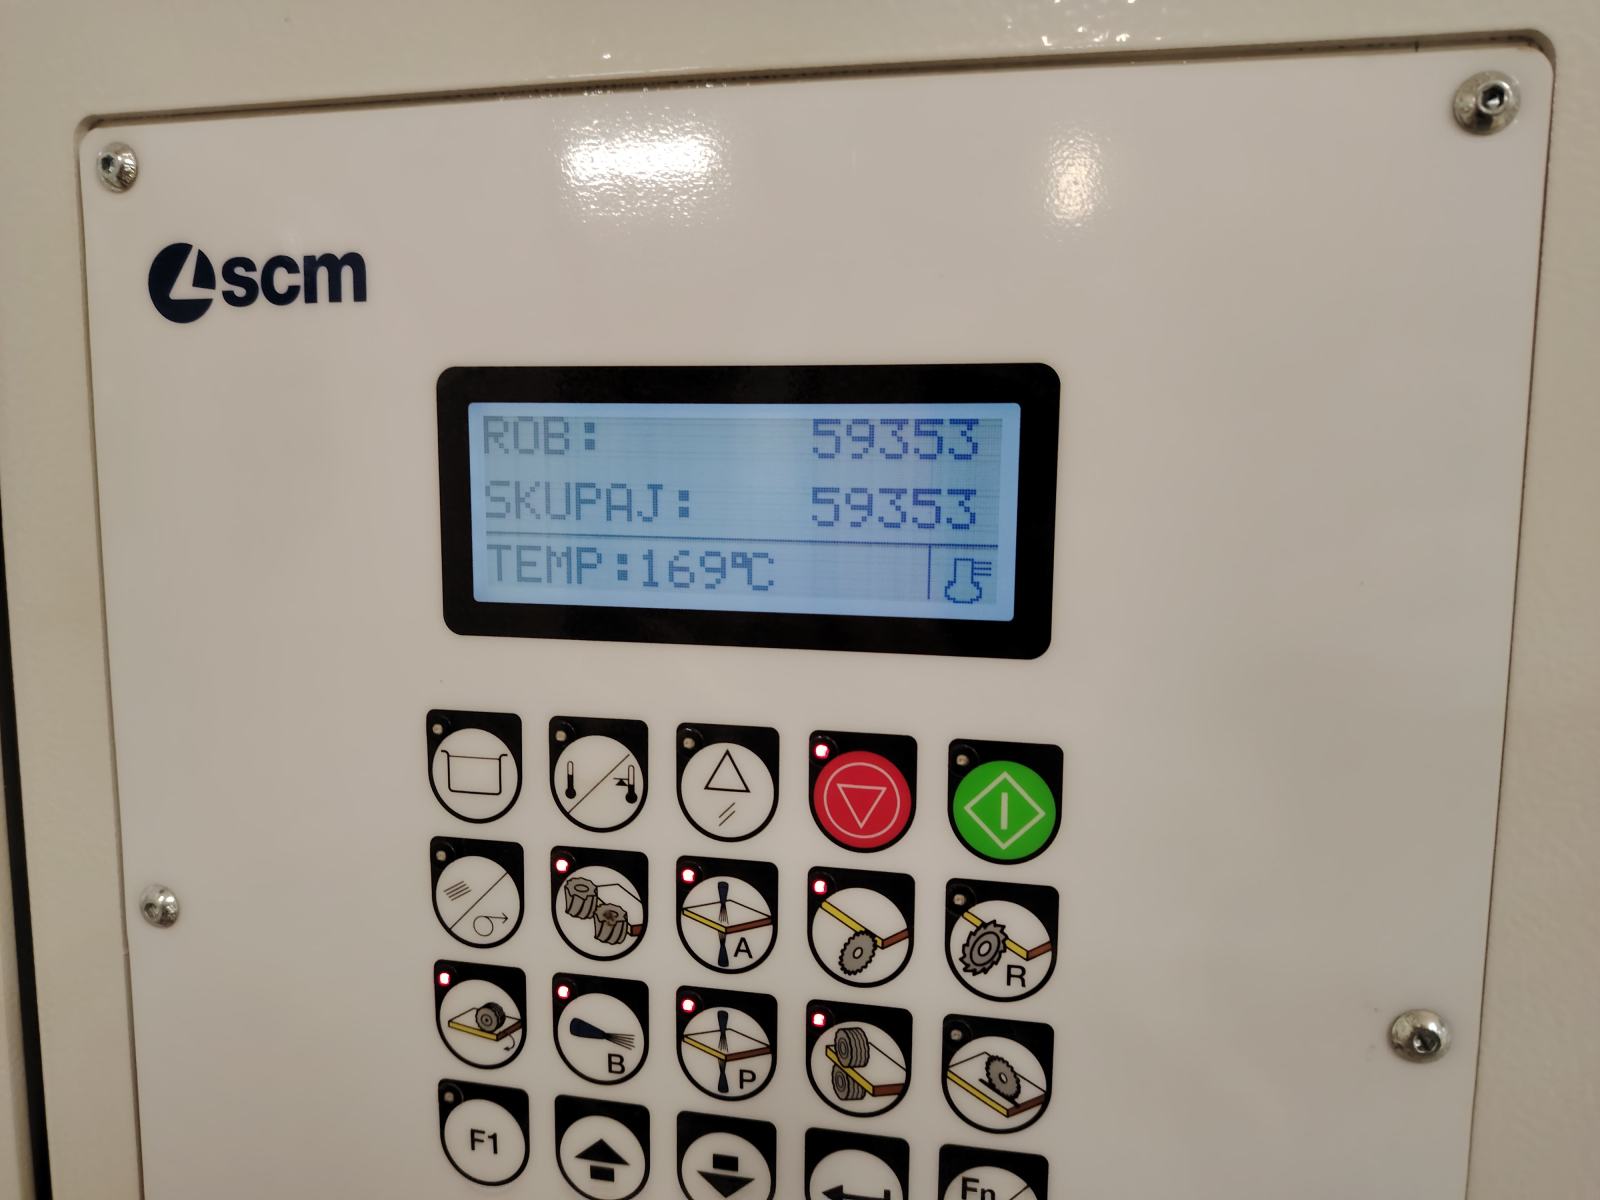 scm
ROB: 59353
SKUPAJ: 59353
TEMP:169°C
A
R
B
P
F1
Fn